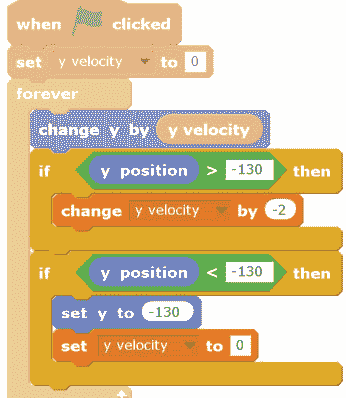 when clicked
set y velocity to 0
forever
change y by y velocity
if y position > -130 then
change y velocity by -2
if y position < -130 then
set y to -130
set y velocity to 0